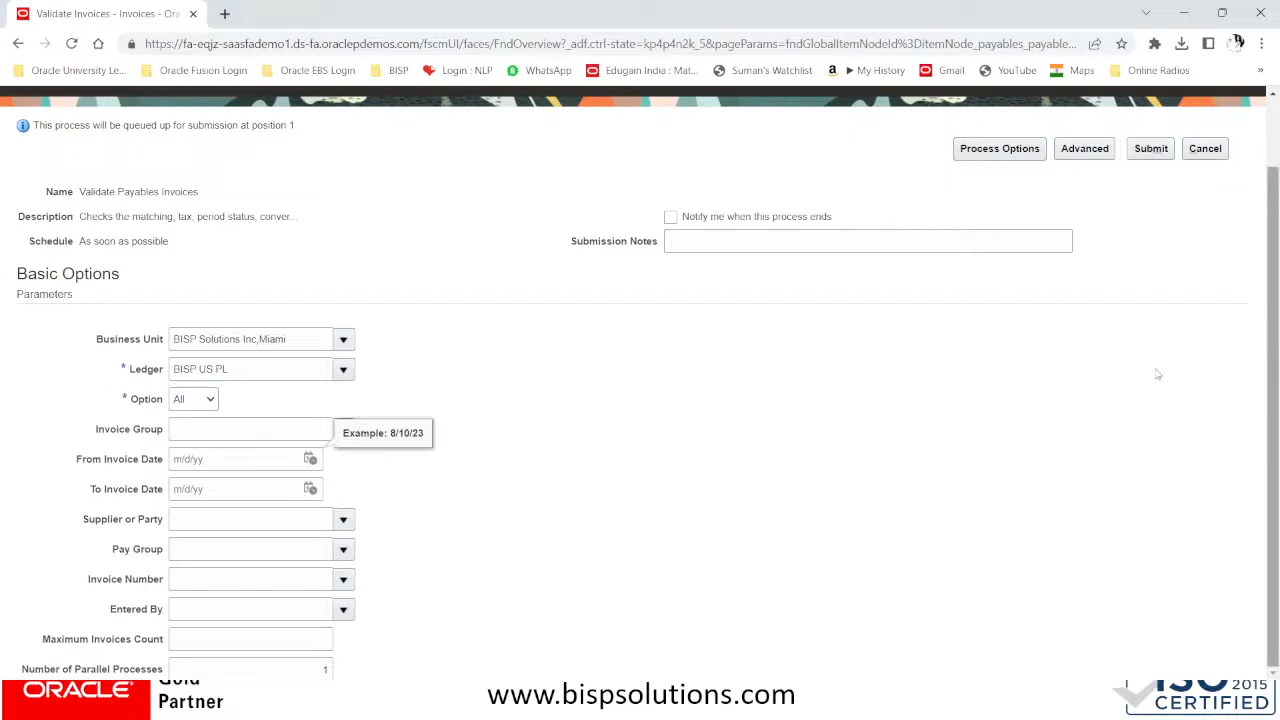 Validate Invoices - Invoices - Ora
https://fa-eqjz-saasfademo1.ds-fa.oraclepdemos.com/fscmUI/faces/FndOverview?_adf.ctrl-state=kp4p4n2k_5&pageParams=fndGlobalItemNodeId%3DitemNode_payables_payable...
Oracle University Le... Oracle Fusion Login Oracle EBS Login BISP Login : NLP WhatsApp Edugain India : Mat... Suman's Watchlist a ▶ My History Gmail YouTube Maps Online Radios »
This process will be queued up for submission at position 1
Process Options Advanced Submit Cancel
Name Validate Payables Invoices
Description Checks the matching, tax, period status, conver... Notify me when this process ends
Schedule As soon as possible Submission Notes
Basic Options
Parameters
Business Unit BISP Solutions Inc,Miami
* Ledger BISP US PL
* Option All
Invoice Group Example: 8/10/23
From Invoice Date m/d/yy
To Invoice Date m/d/yy
Supplier or Party
Pay Group
Invoice Number
Entered By
Maximum Invoices Count
Number of Parallel Processes 1
ORACLE Gold Partner
www.bispsolutions.com
ISO 2015
CERTIFIED